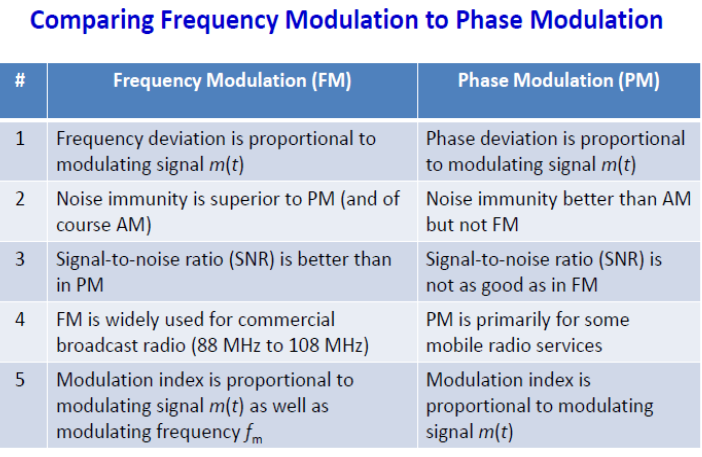 Comparing Frequency Modulation to Phase Modulation
# Frequency Modulation (FM) Phase Modulation (PM)
1 Frequency deviation is proportional to
modulating signal m(t)
Phase deviation is proportional
to modulating signal m(t)
2 Noise immunity is superior to PM (and of
course AM)
Noise immunity better than AM
but not FM
3 Signal-to-noise ratio (SNR) is better than
in PM
Signal-to-noise ratio (SNR) is
not as good as in FM
4 FM is widely used for commercial
broadcast radio (88 MHz to 108 MHz)
PM is primarily for some
mobile radio services
5 Modulation index is proportional to
modulating signal m(t) as well as
modulating frequency fm
Modulation index is
proportional to modulating
signal m(t)